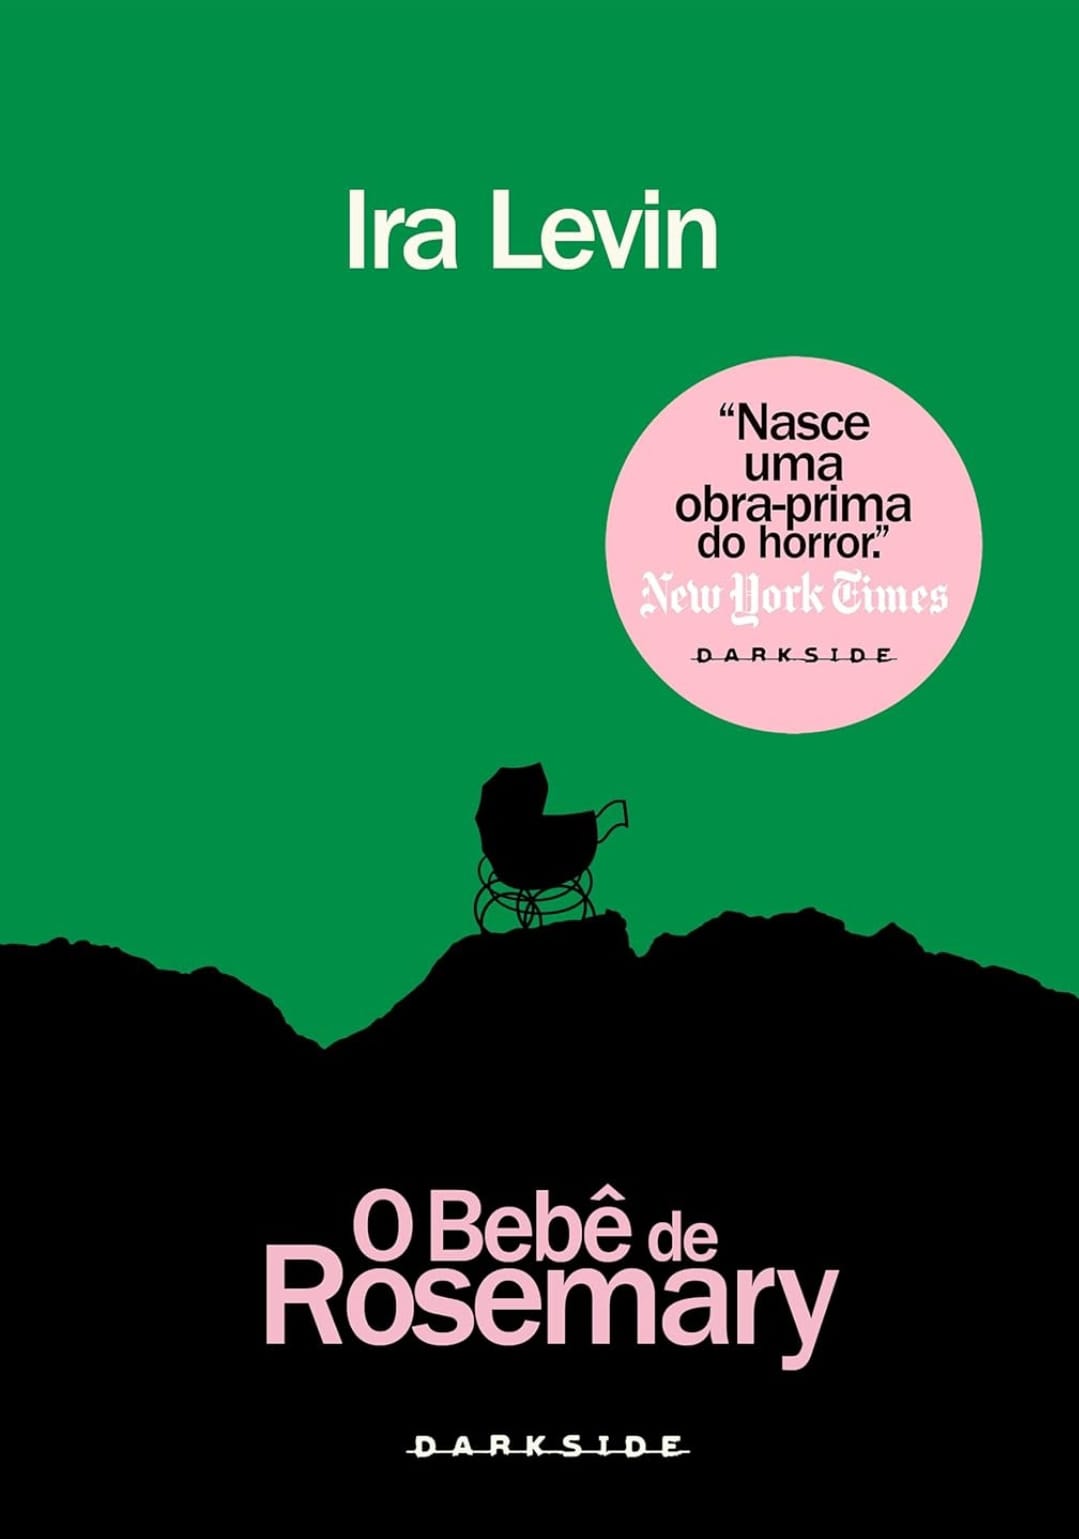 Ira Levin
“Nasce
uma
obra-prima
do horror.”
New York Times
DARKSIDE
O Bebê de
Rosemary
DARKSIDE